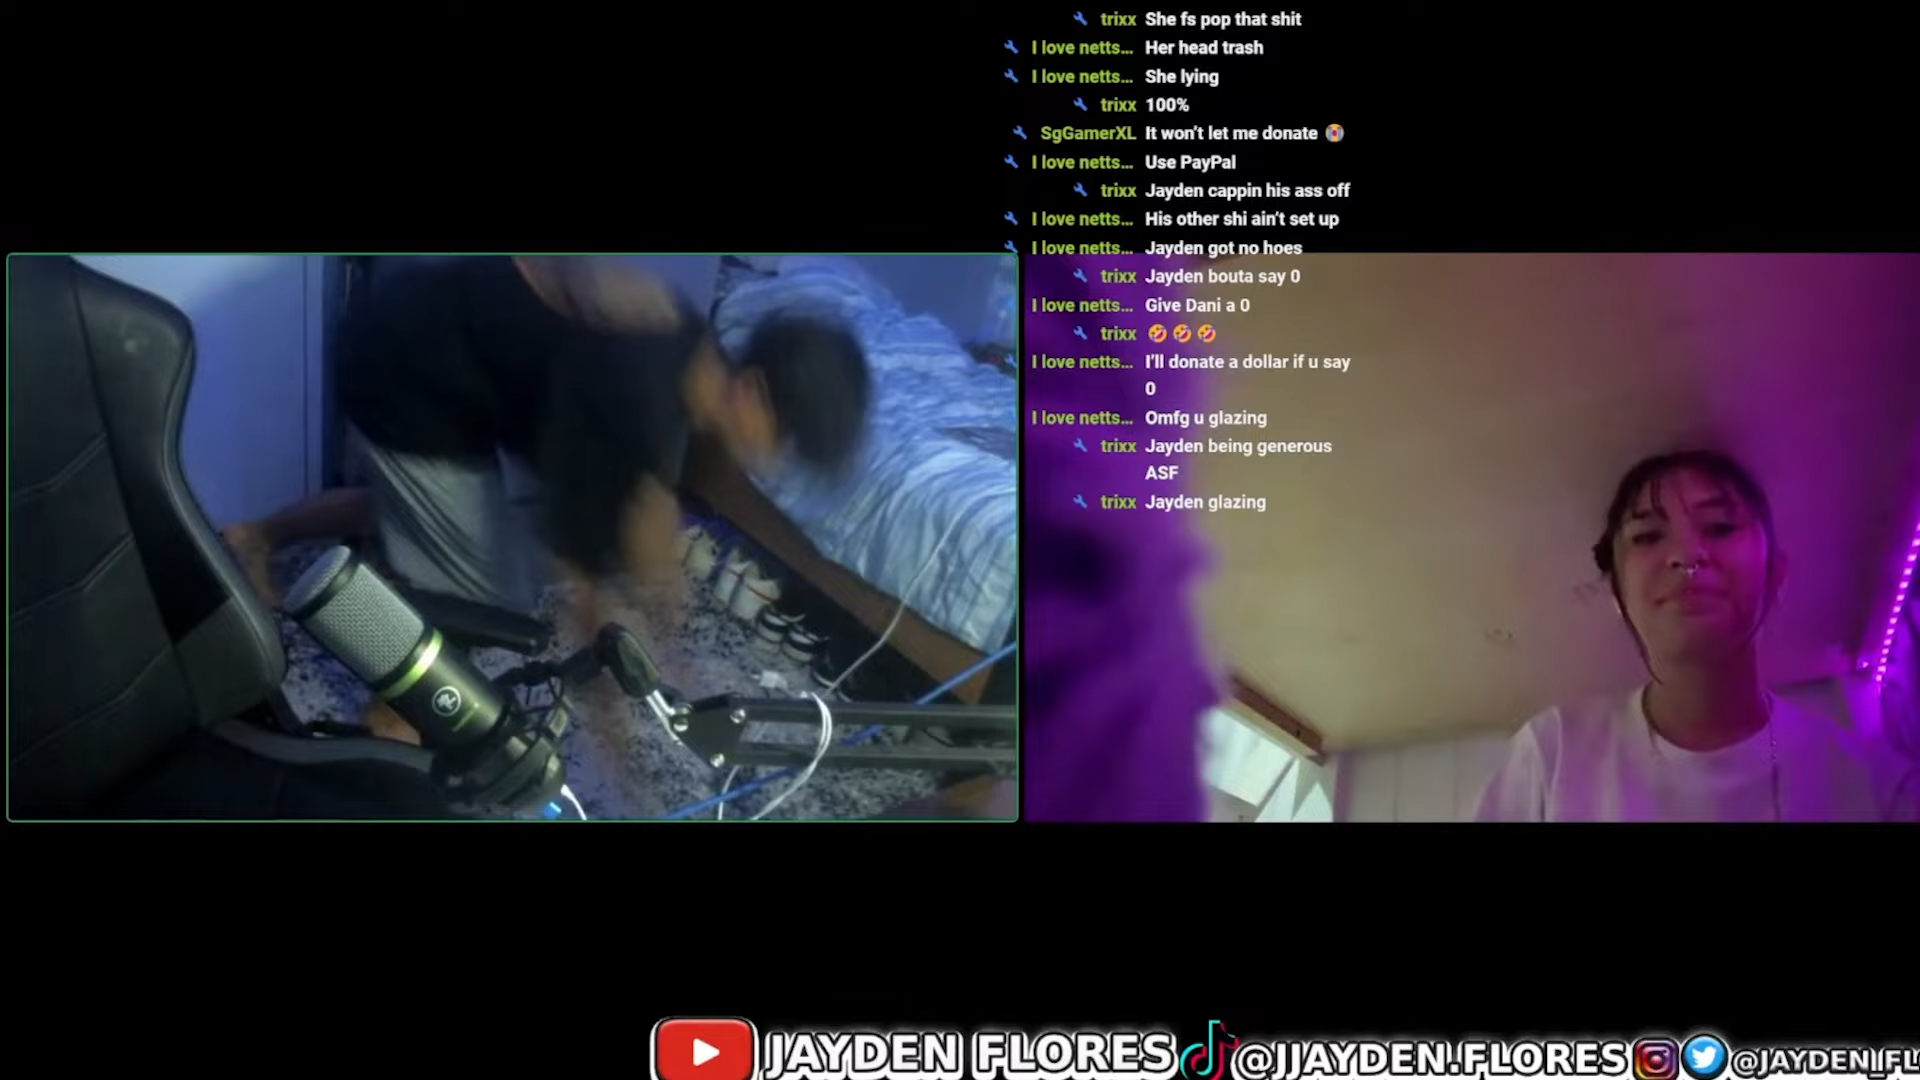 trixx She fs pop that shit
I love netts... Her head trash
I love netts... She lying
trixx 100%
SgGamerXL It won't let me donate 😭
I love netts... Use PayPal
trixx Jayden cappin his ass off
I love netts... His other shi ain't set up
I love netts... Jayden got no hoes
trixx Jayden bouta say 0
I love netts... Give Dani a 0
trixx 🤣🤣🤣
I love netts... I'll donate a dollar if u say
0
I love netts... Omfg u glazing
trixx Jayden being generous
ASF
trixx Jayden glazing
JAYDEN FLORES @JJAYDEN.FLORES @JAYDEN_FL